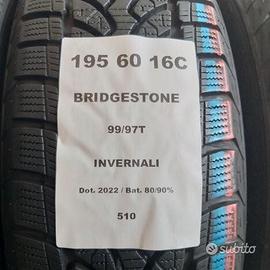 195 60 16C
BRIDGESTONE
99/97T
INVERNALI
Dot. 2022 / Bat. 80/90%
510
subito